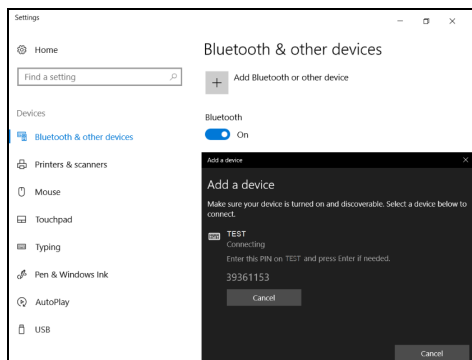 Settings
Home
Find a setting
Devices
Bluetooth & other devices
Printers & scanners
Mouse
Touchpad
Typing
Pen & Windows Ink
AutoPlay
USB
Bluetooth & other devices
Add Bluetooth or other device
Bluetooth
On
Add a device
Add a device
Make sure your device is turned on and discoverable. Select a device below to
connect.
TEST
Connecting
Enter this PIN on TEST and press Enter if needed.
39361153
Cancel
Cancel